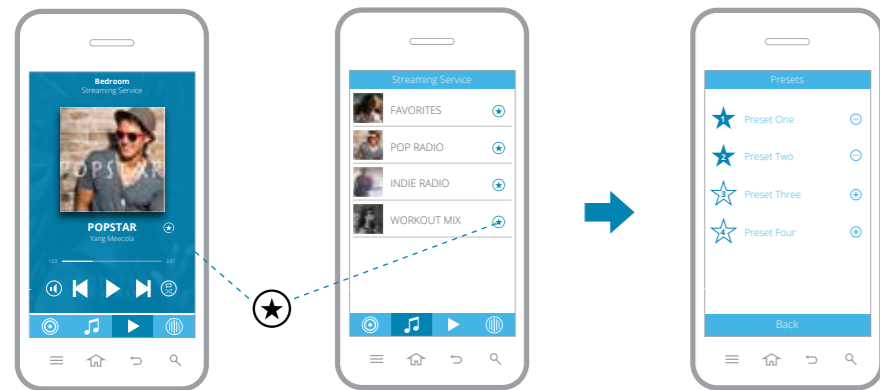 Bedroom
Streaming Service
POPSTAR
POPSTAR
Yang Meecola
Streaming Service
FAVORITES
POP RADIO
INDIE RADIO
WORKOUT MIX
Presets
1 Preset One
2 Preset Two
3 Preset Three
4 Preset Four
Back